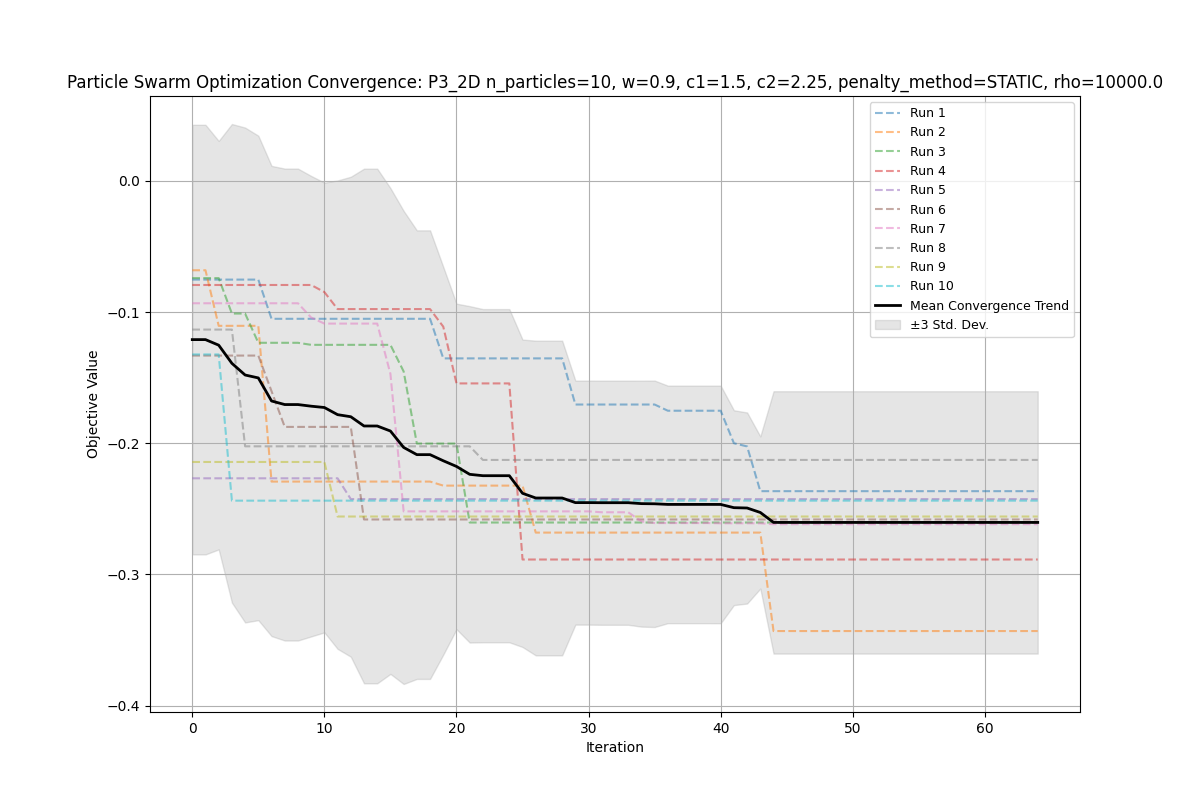 Particle Swarm Optimization Convergence: P3_2D n_particles=10, w=0.9, c1=1.5, c2=2.25, penalty_method=STATIC, rho=10000.0
Run 1
Run 2
Run 3
Run 4
Run 5
Run 6
Run 7
Run 8
Run 9
Run 10
Mean Convergence Trend
±3 Std. Dev.
Objective Value
0.0
−0.1
−0.2
−0.3
−0.4
0 10 20 30 40 50 60
Iteration